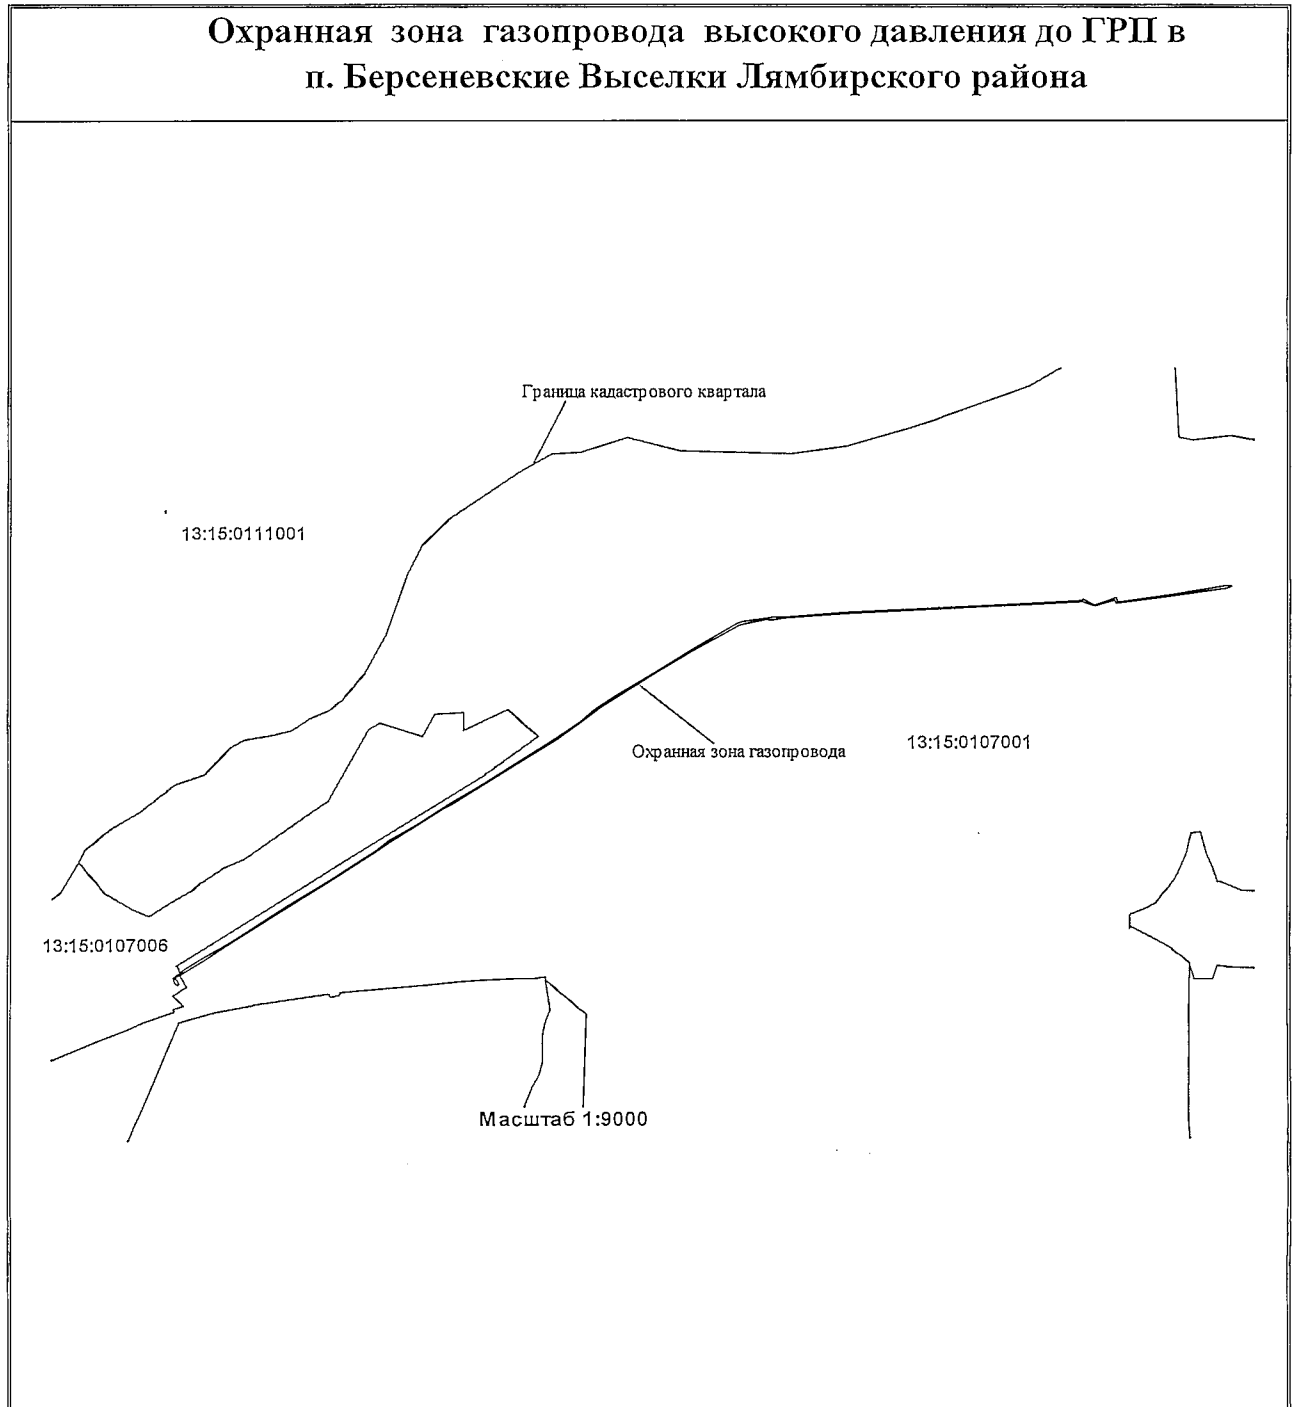 Охранная зона газопровода высокого давления до ГРП в
п. Берсеневские Выселки Лямбирского района
Граница кадастрового квартала
13:15:0111001
Охранная зона газопровода
13:15:0107001
13:15:0107006
Масштаб 1:9000